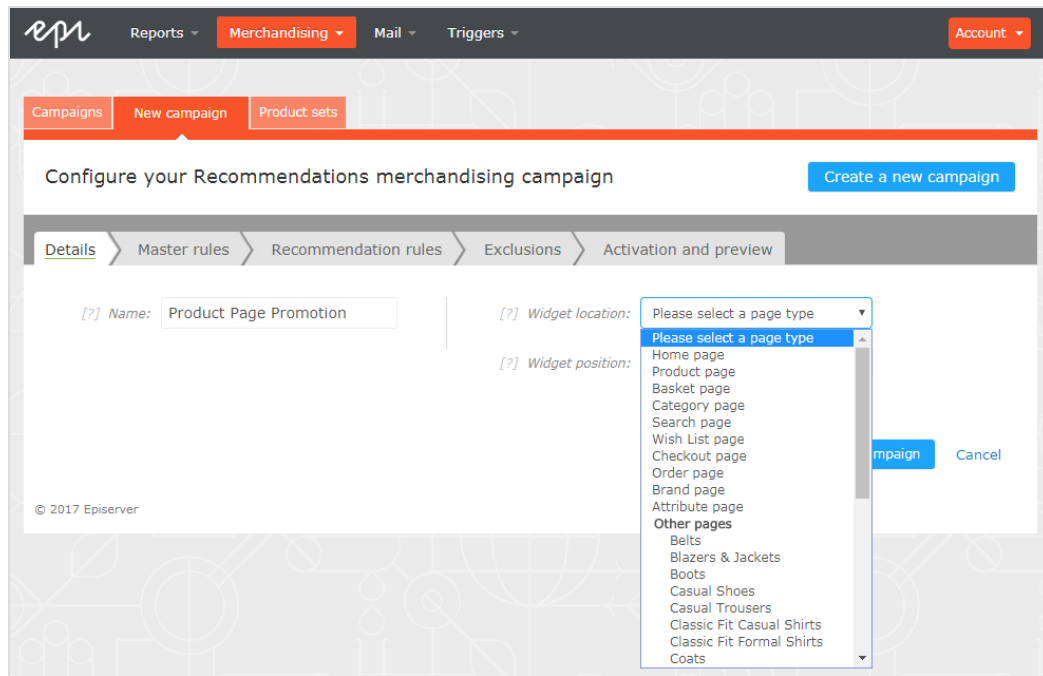 epi Reports Merchandising Mail Triggers Account
Campaigns New campaign Product sets
Configure your Recommendations merchandising campaign Create a new campaign
Details Master rules Recommendation rules Exclusions Activation and preview
[?] Name: Product Page Promotion [?] Widget location: Please select a page type
Please select a page type
Home page
[?] Widget position:
Product page
Basket page
Category page
Search page
Wish List page
Checkout page
mpaign Cancel
Order page
Brand page
Attribute page
© 2017 Episerver
Other pages
Belts
Blazers & Jackets
Boots
Casual Shoes
Casual Trousers
Classic Fit Casual Shirts
Classic Fit Formal Shirts
Coats